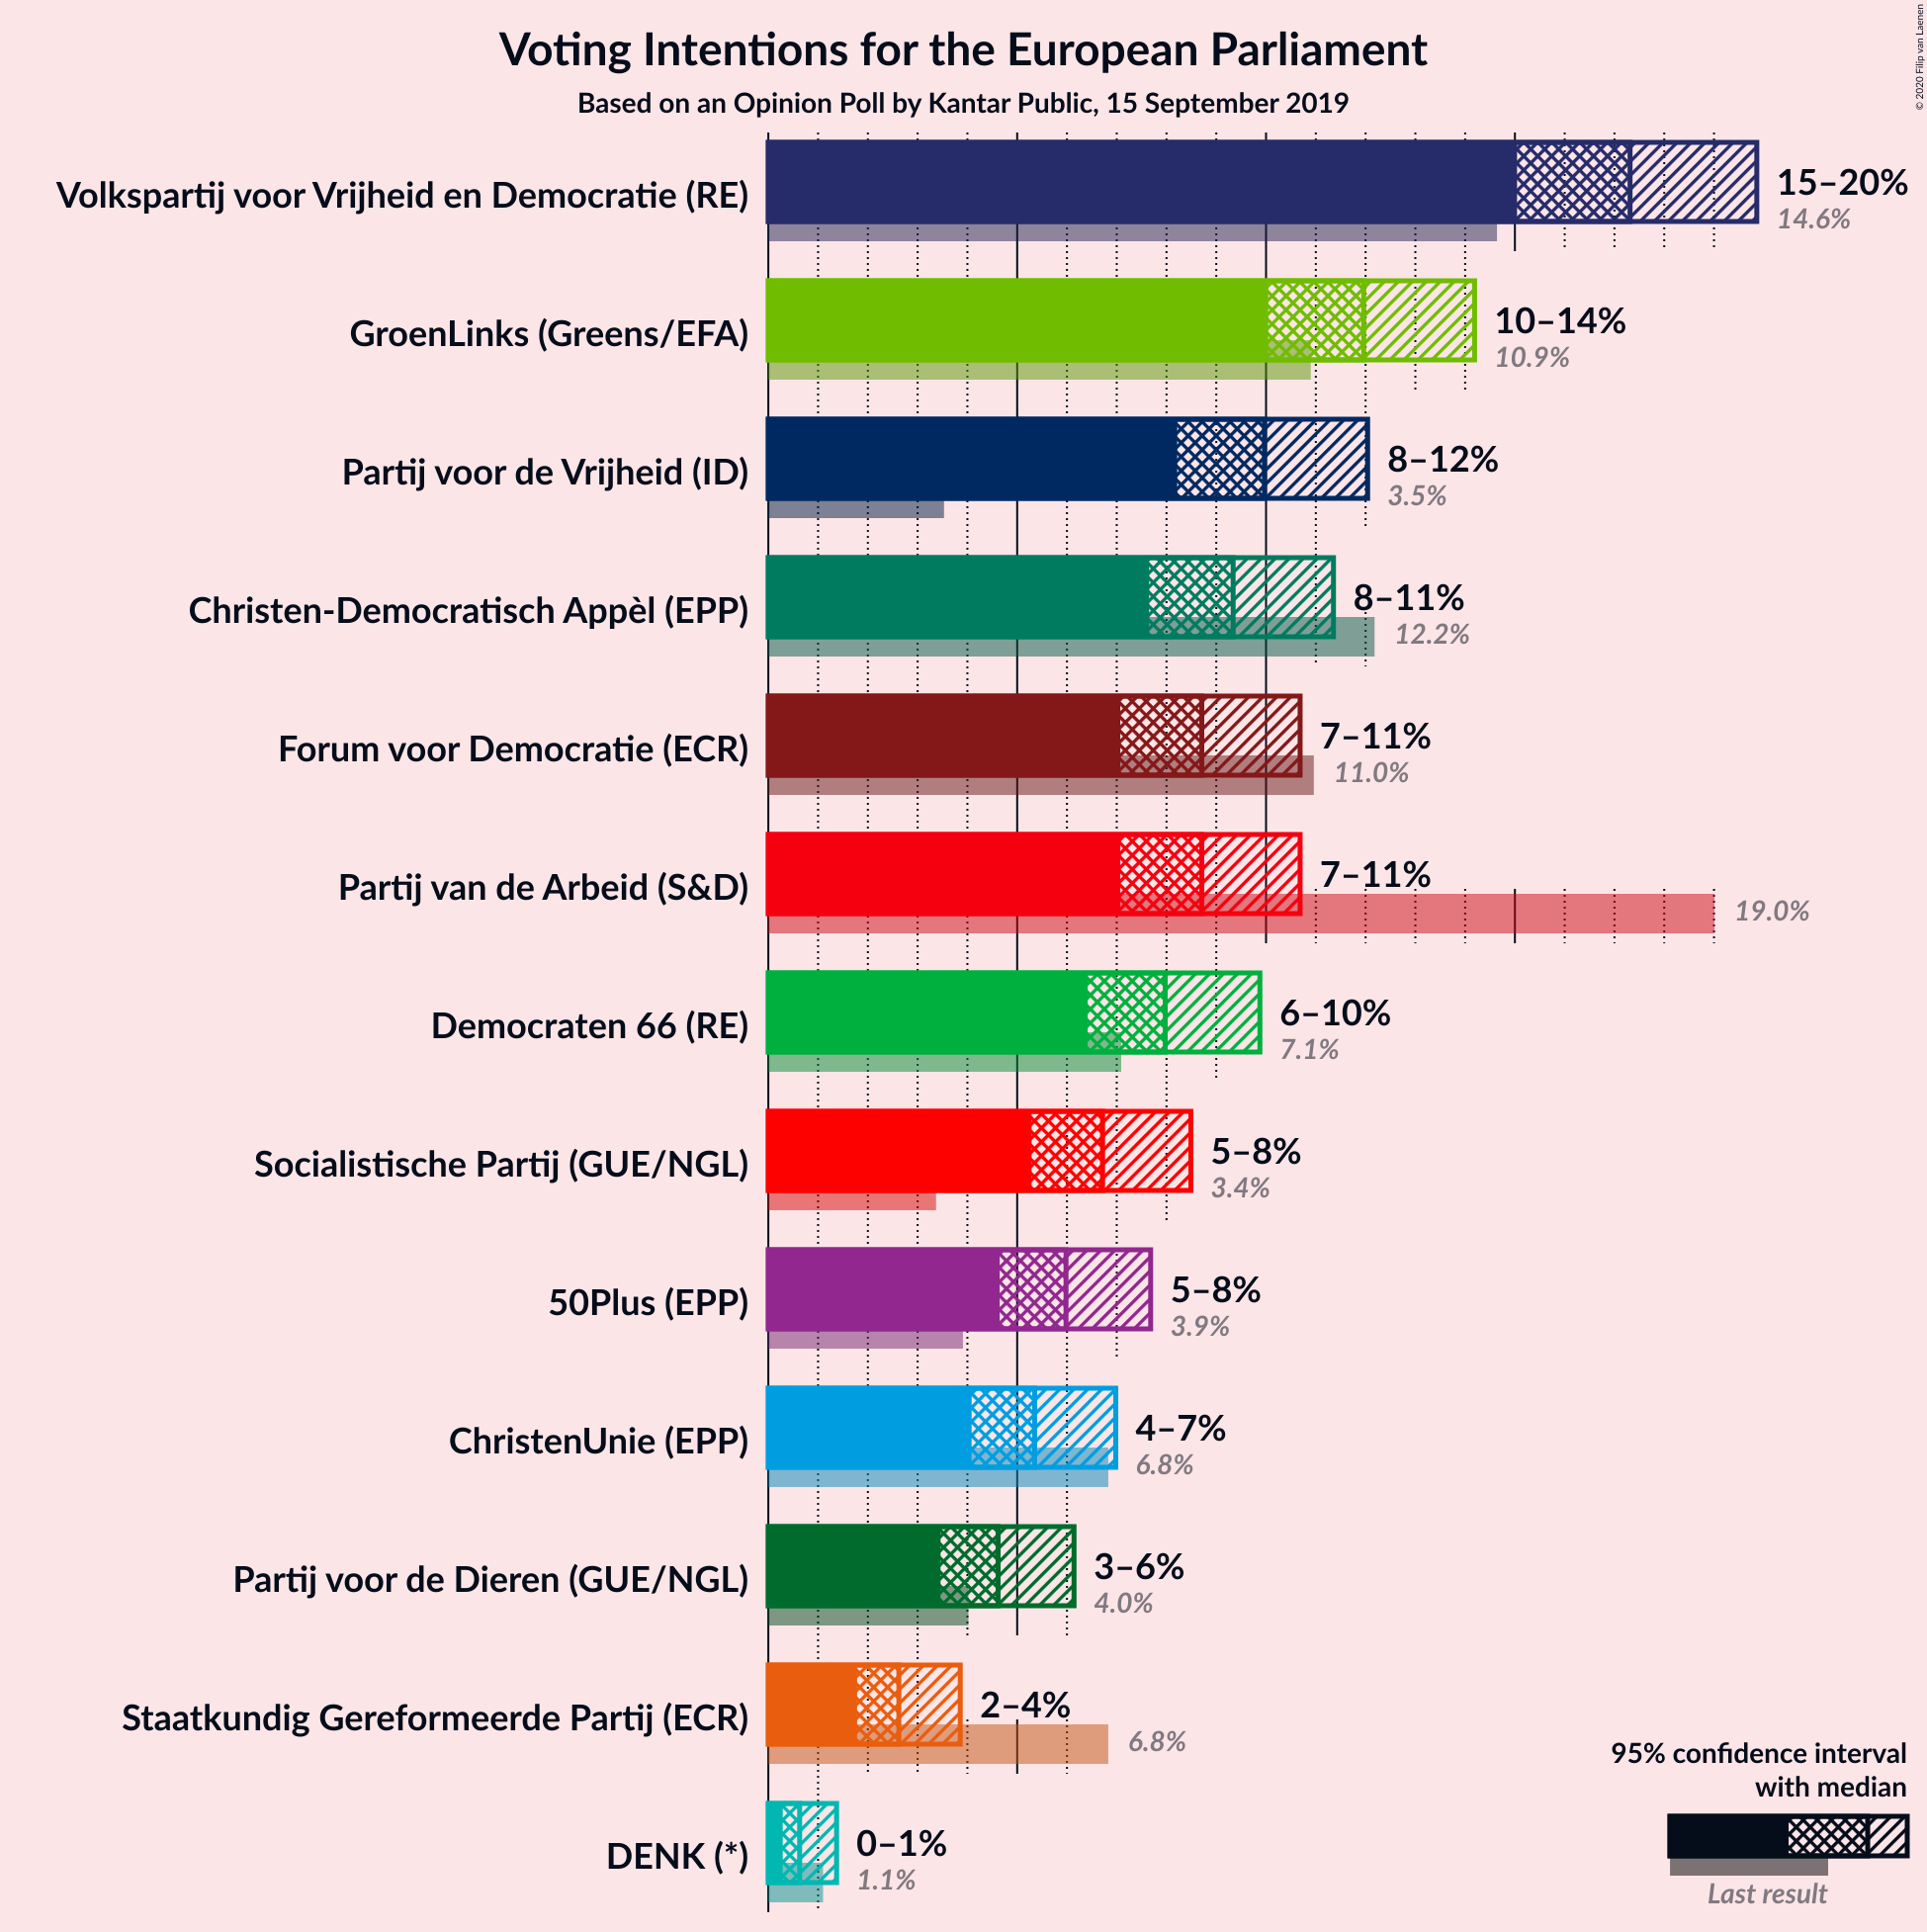 © 2020 Filip van Laenen
Voting Intentions for the European Parliament
Based on an Opinion Poll by Kantar Public, 15 September 2019
Volkspartij voor Vrijheid en Democratie (RE)
15–20%
14.6%
GroenLinks (Greens/EFA)
10–14%
10.9%
Partij voor de Vrijheid (ID)
8–12%
3.5%
Christen-Democratisch Appèl (EPP)
8–11%
12.2%
Forum voor Democratie (ECR)
7–11%
11.0%
Partij van de Arbeid (S&D)
7–11%
19.0%
Democraten 66 (RE)
6–10%
7.1%
Socialistische Partij (GUE/NGL)
5–8%
3.4%
50Plus (EPP)
5–8%
3.9%
ChristenUnie (EPP)
4–7%
6.8%
Partij voor de Dieren (GUE/NGL)
3–6%
4.0%
Staatkundig Gereformeerde Partij (ECR)
2–4%
6.8%
DENK (*)
0–1%
1.1%
95% confidence interval
with median
Last result